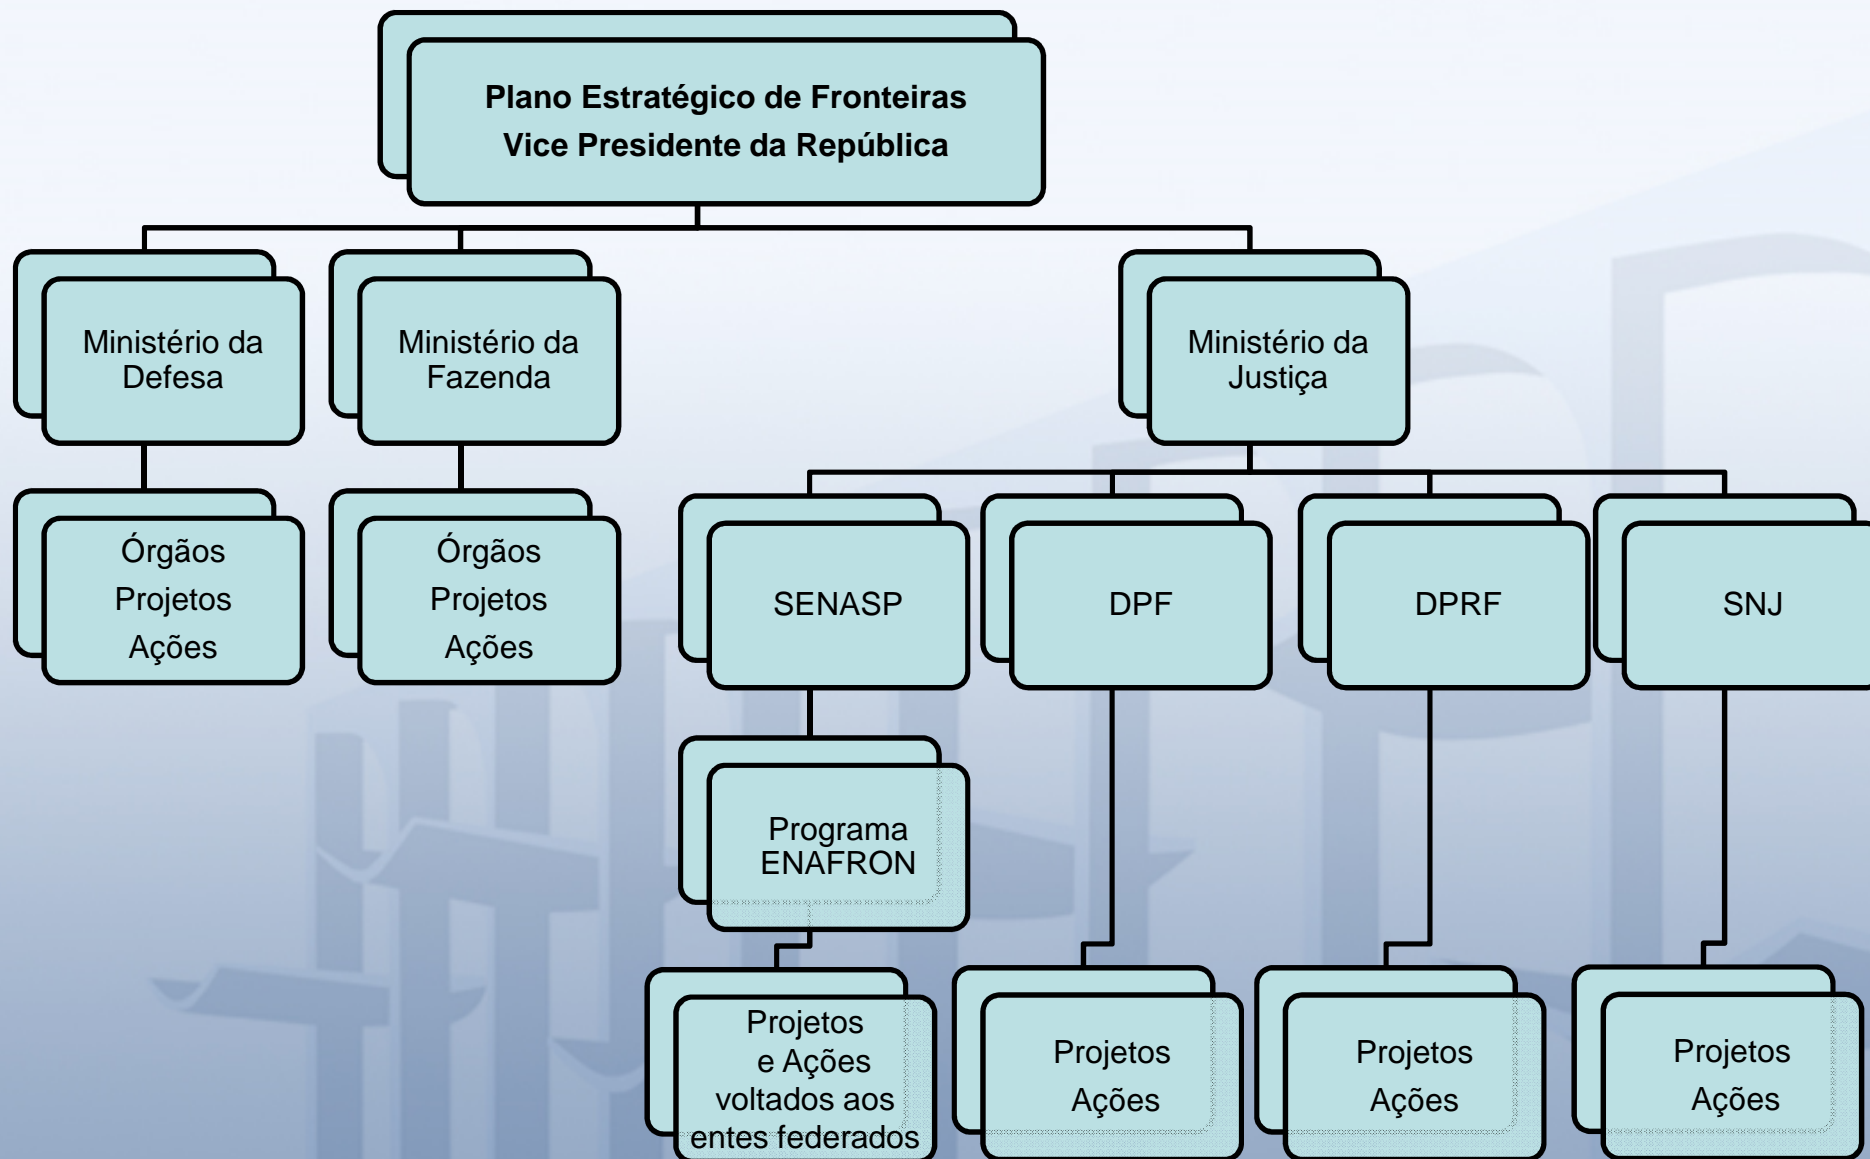 Plano Estratégico de Fronteiras
Vice Presidente da República
Ministério da
Defesa
Ministério da
Fazenda
Ministério da
Justiça
Órgãos
Projetos
Ações
Órgãos
Projetos
Ações
SENASP
DPF
DPRF
SNJ
Programa
ENAFRON
Projetos
e Ações
voltados aos
entes federados
Projetos
Ações
Projetos
Ações
Projetos
Ações